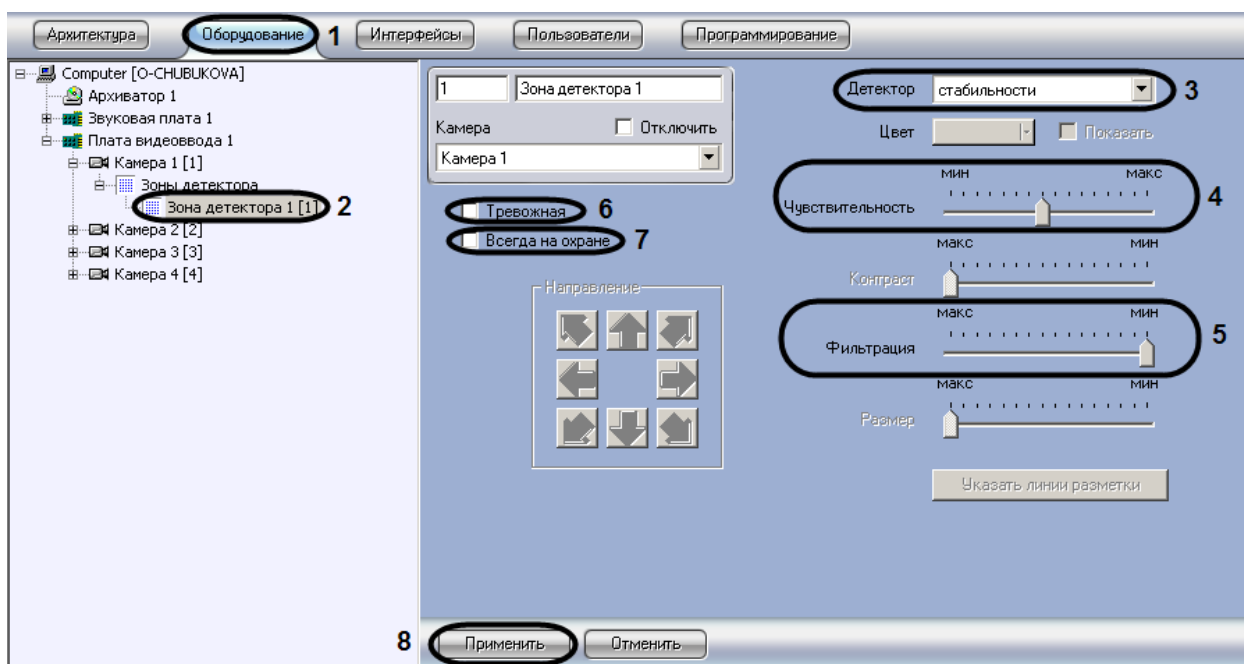 Архитектура
Оборудование
1
Интерфейсы
Пользователи
Программирование
Computer [O-CHUBUKOVA]
Архиватор 1
Звуковая плата 1
Плата видеоввода 1
Камера 1 [1]
Зоны детектора
Зона детектора 1 [1]
2
Камера 2 [2]
Камера 3 [3]
Камера 4 [4]
1
Зона детектора 1
Камера
Отключить
Камера 1
Тревожная
6
Всегда на охране
7
Направление
Детектор
стабильности
3
Цвет
Показать
мин
макс
Чувствительность
4
макс
мин
Контраст
макс
мин
Фильтрация
5
макс
мин
Размер
Указать линии разметки
8
Применить
Отменить